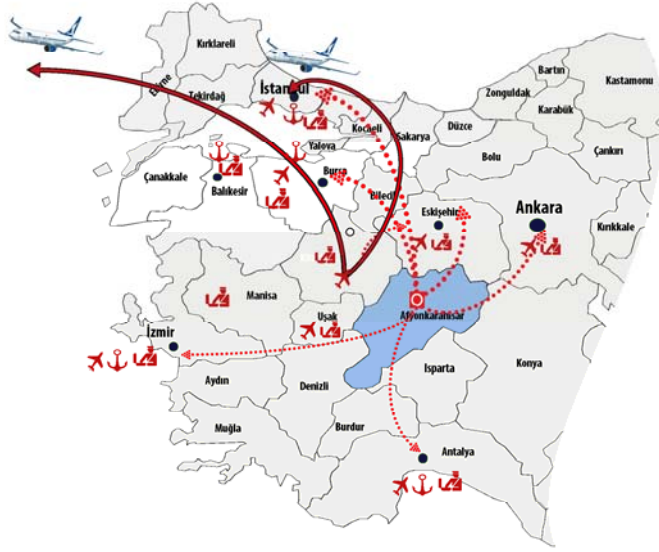 Kırklareli
Edirne
Tekirdağ
İstanbul
Kocaeli
Yalova
Sakarya
Düzce
Zonguldak
Bartın
Karabük
Kastamonu
Çankırı
Bolu
Çanakkale
Balıkesir
Bursa
Bilecik
Eskişehir
Ankara
Kırıkkale
Manisa
Uşak
Afyonkarahisar
İzmir
Aydın
Denizli
Isparta
Konya
Muğla
Burdur
Antalya